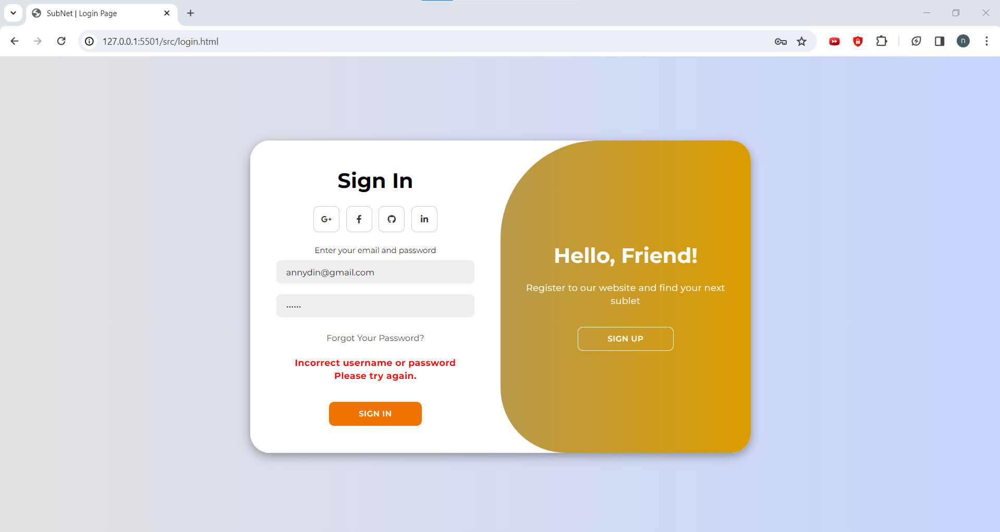 SubNet | Login Page
127.0.0.1:5501/src/login.html
n
Sign In
G+
f
in
Enter your email and password
annydin@gmail.com
······
Forgot Your Password?
Incorrect username or password
Please try again.
SIGN IN
Hello, Friend!
Register to our website and find your next
sublet
SIGN UP